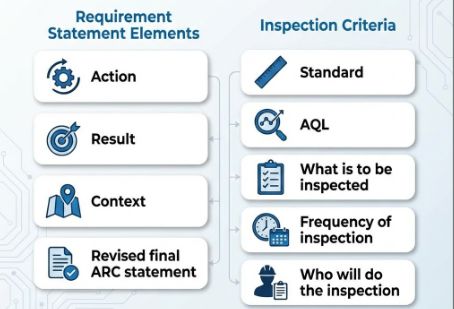 Requirement
Statement Elements
Action
Result
Context
Revised final
ARC statement
Inspection Criteria
Standard
AQL
What is to be
inspected
Frequency of
inspection
Who will do
the inspection